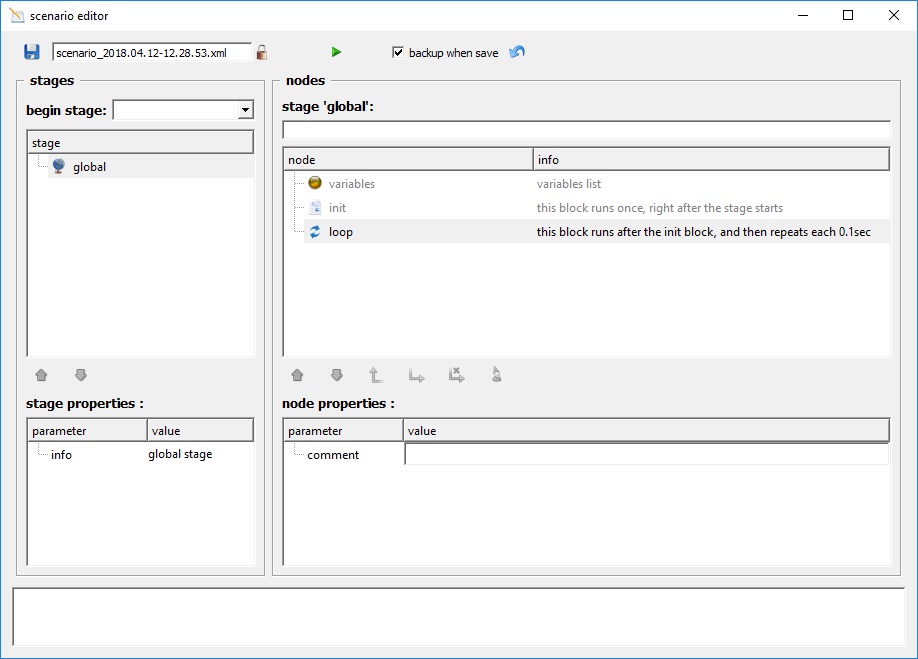 scenario editor
scenario_2018.04.12-12.28.53.xml
backup when save
stages
begin stage:
stage
global
stage properties :
parameter value
info global stage
nodes
stage 'global':
node info
variables variables list
init this block runs once, right after the stage starts
loop this block runs after the init block, and then repeats each 0.1sec
node properties :
parameter value
comment